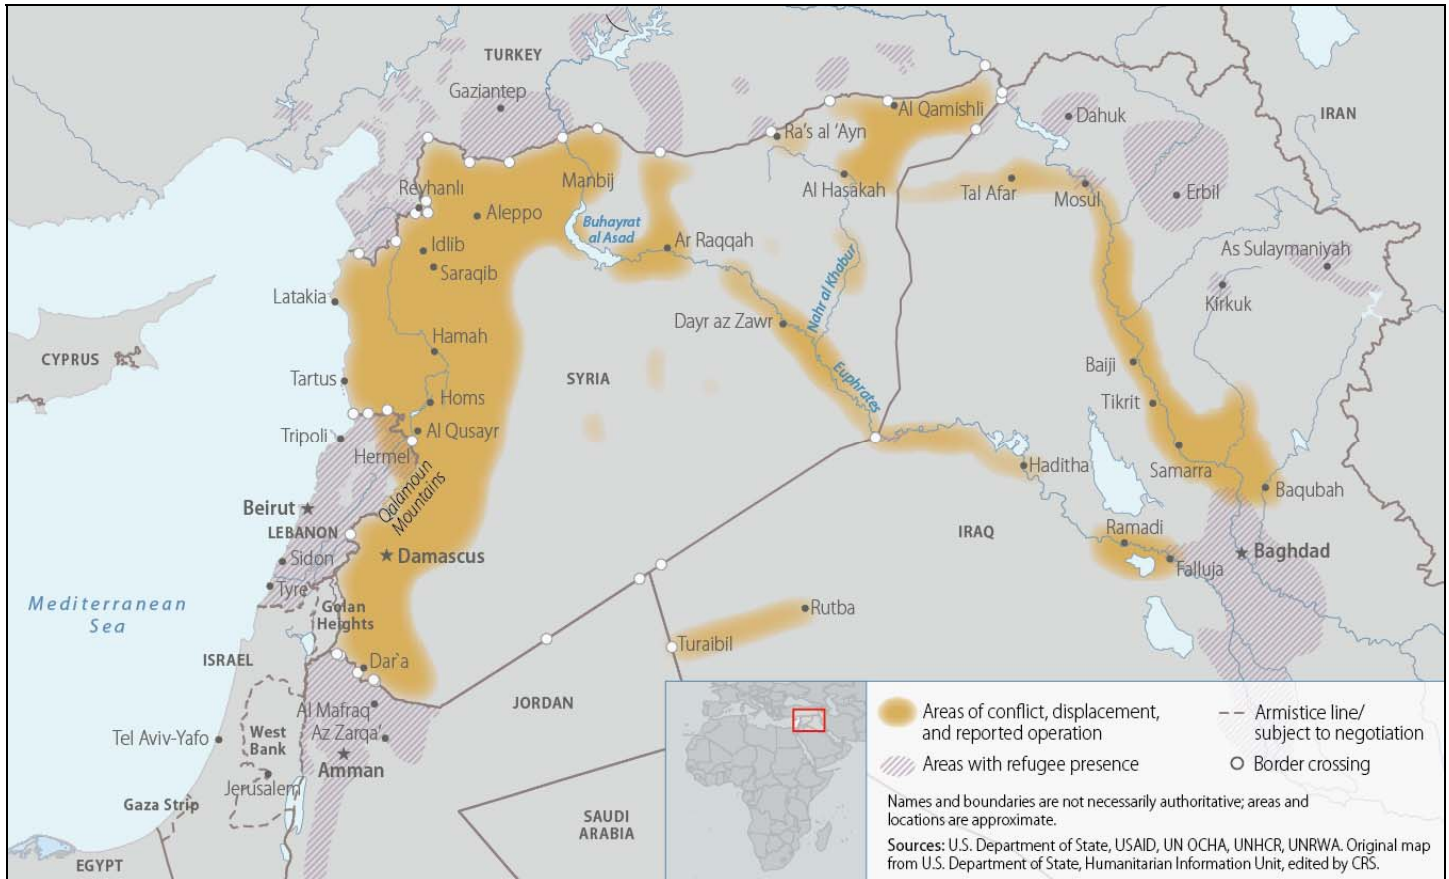 TURKEY
Gaziantep
Al Qamishli
Dahuk
IRAN
Ra's al 'Ayn
Reyhanlı
Manbij
Al Hasakah
Tal Afar
Mosul
Erbil
Aleppo
Buhayrat
al Asad
Ar Raqqah
Idlib
Saraqib
As Sulaymaniyah
Latakia
Nahr al Khabur
Kirkuk
Dayr az Zawr
Hamah
CYPRUS
Baiji
Tartus
SYRIA
Euphrates
Homs
Tikrit
Tripoli
Al Qusayr
Hermel
Haditha
Samarra
Qalamoun
Mountains
Baqubah
Beirut
LEBANON
Ramadi
IRAQ
Damascus
Baghdad
Sidon
Falluja
Tyre
Mediterranean
Sea
Golan
Heights
Rutba
Turaibil
ISRAEL
Dar`a
JORDAN
Al Mafraq
Az Zarqa'
Tel Aviv-Yafo
West
Bank
Amman
Jerusalem
Gaza Strip
SAUDI
ARABIA
EGYPT
Areas of conflict, displacement,
and reported operation
Armistice line/
subject to negotiation
Areas with refugee presence
Border crossing
Names and boundaries are not necessarily authoritative; areas and
locations are approximate.
Sources: U.S. Department of State, USAID, UN OCHA, UNHCR, UNRWA. Original map
from U.S. Department of State, Humanitarian Information Unit, edited by CRS.